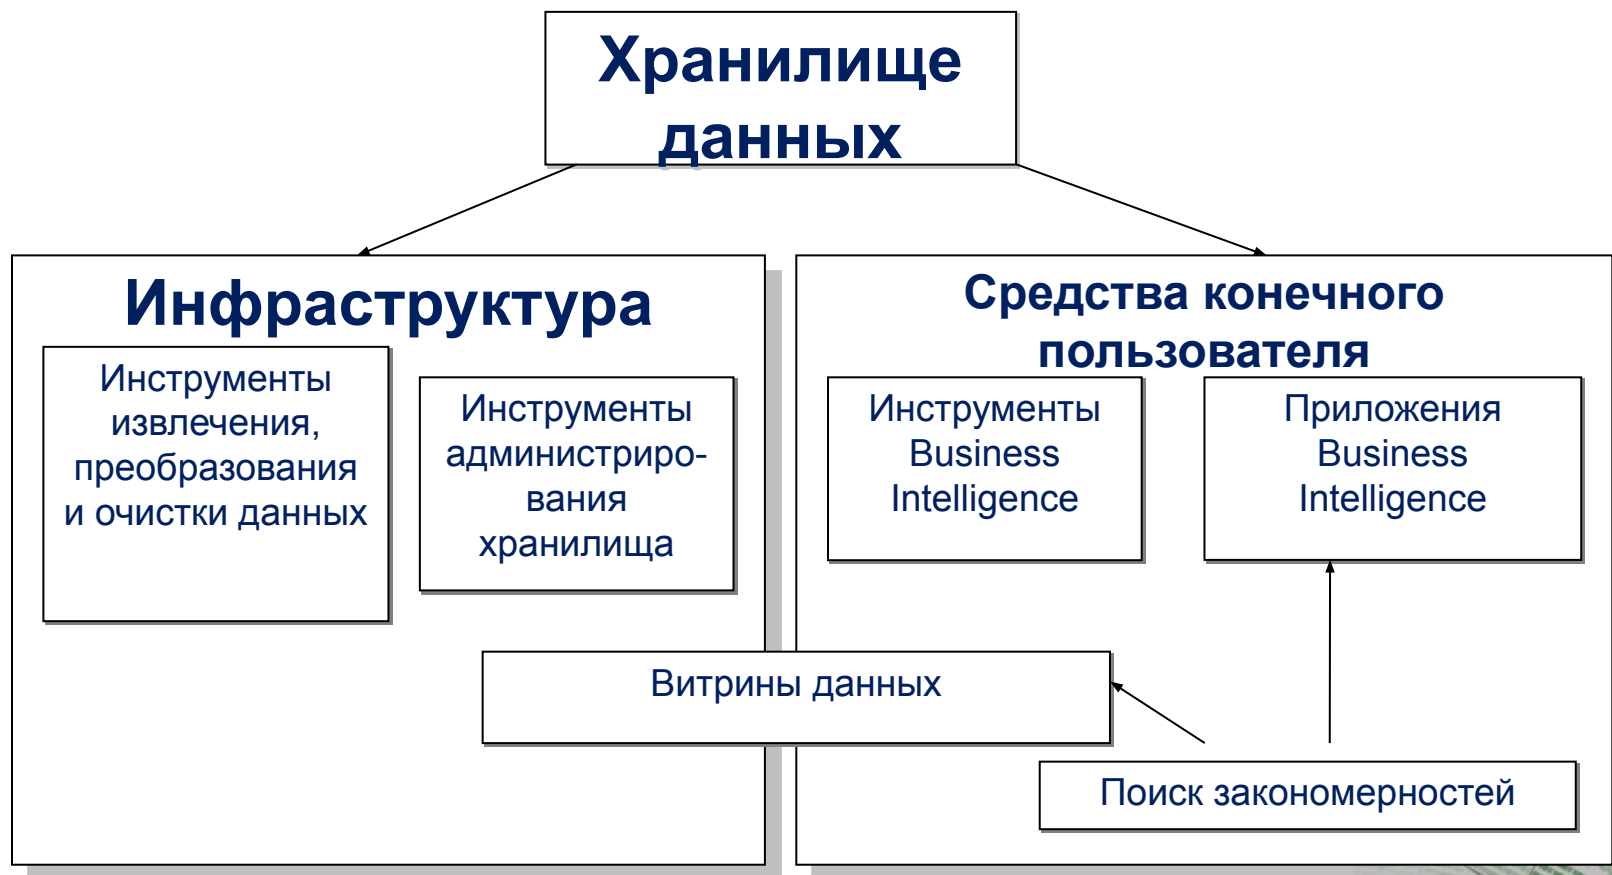 Хранилище
данных
Инфраструктура
Инструменты
извлечения,
преобразования
и очистки данных
Инструменты
администриро-
вания
хранилища
Средства конечного
пользователя
Инструменты
Business
Intelligence
Приложения
Business
Intelligence
Витрины данных
Поиск закономерностей